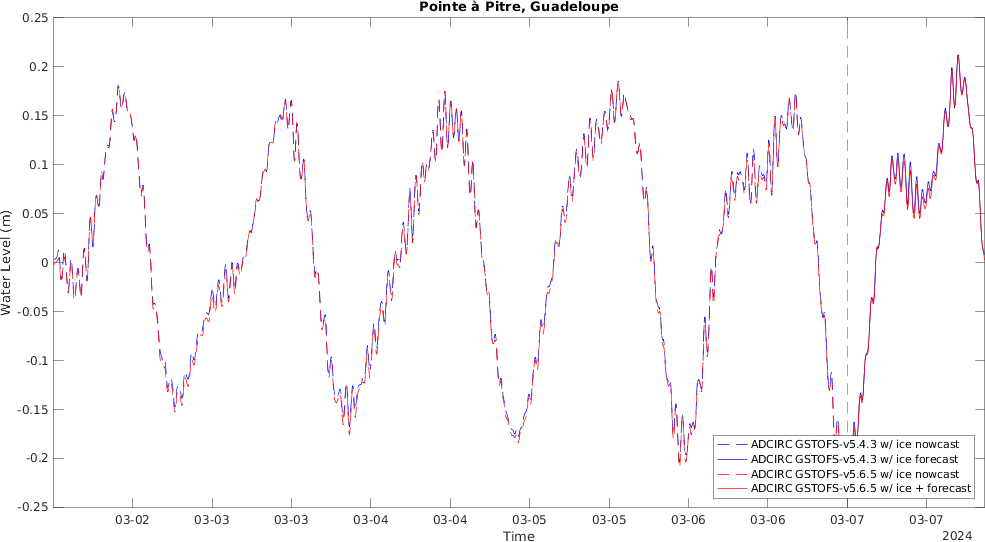 Pointe à Pitre, Guadeloupe
0.25
0.2
0.15
0.1
0.05
0
-0.05
-0.1
-0.15
-0.2
-0.25
Water Level (m)
ADCIRC GSTOFS-v5.4.3 w/ ice nowcast
ADCIRC GSTOFS-v5.4.3 w/ ice forecast
ADCIRC GSTOFS-v5.6.5 w/ ice nowcast
ADCIRC GSTOFS-v5.6.5 w/ ice + forecast
03-02 03-03 03-03 03-04 03-04 03-05 03-05 03-06 03-06 03-07 03-07
Time
2024